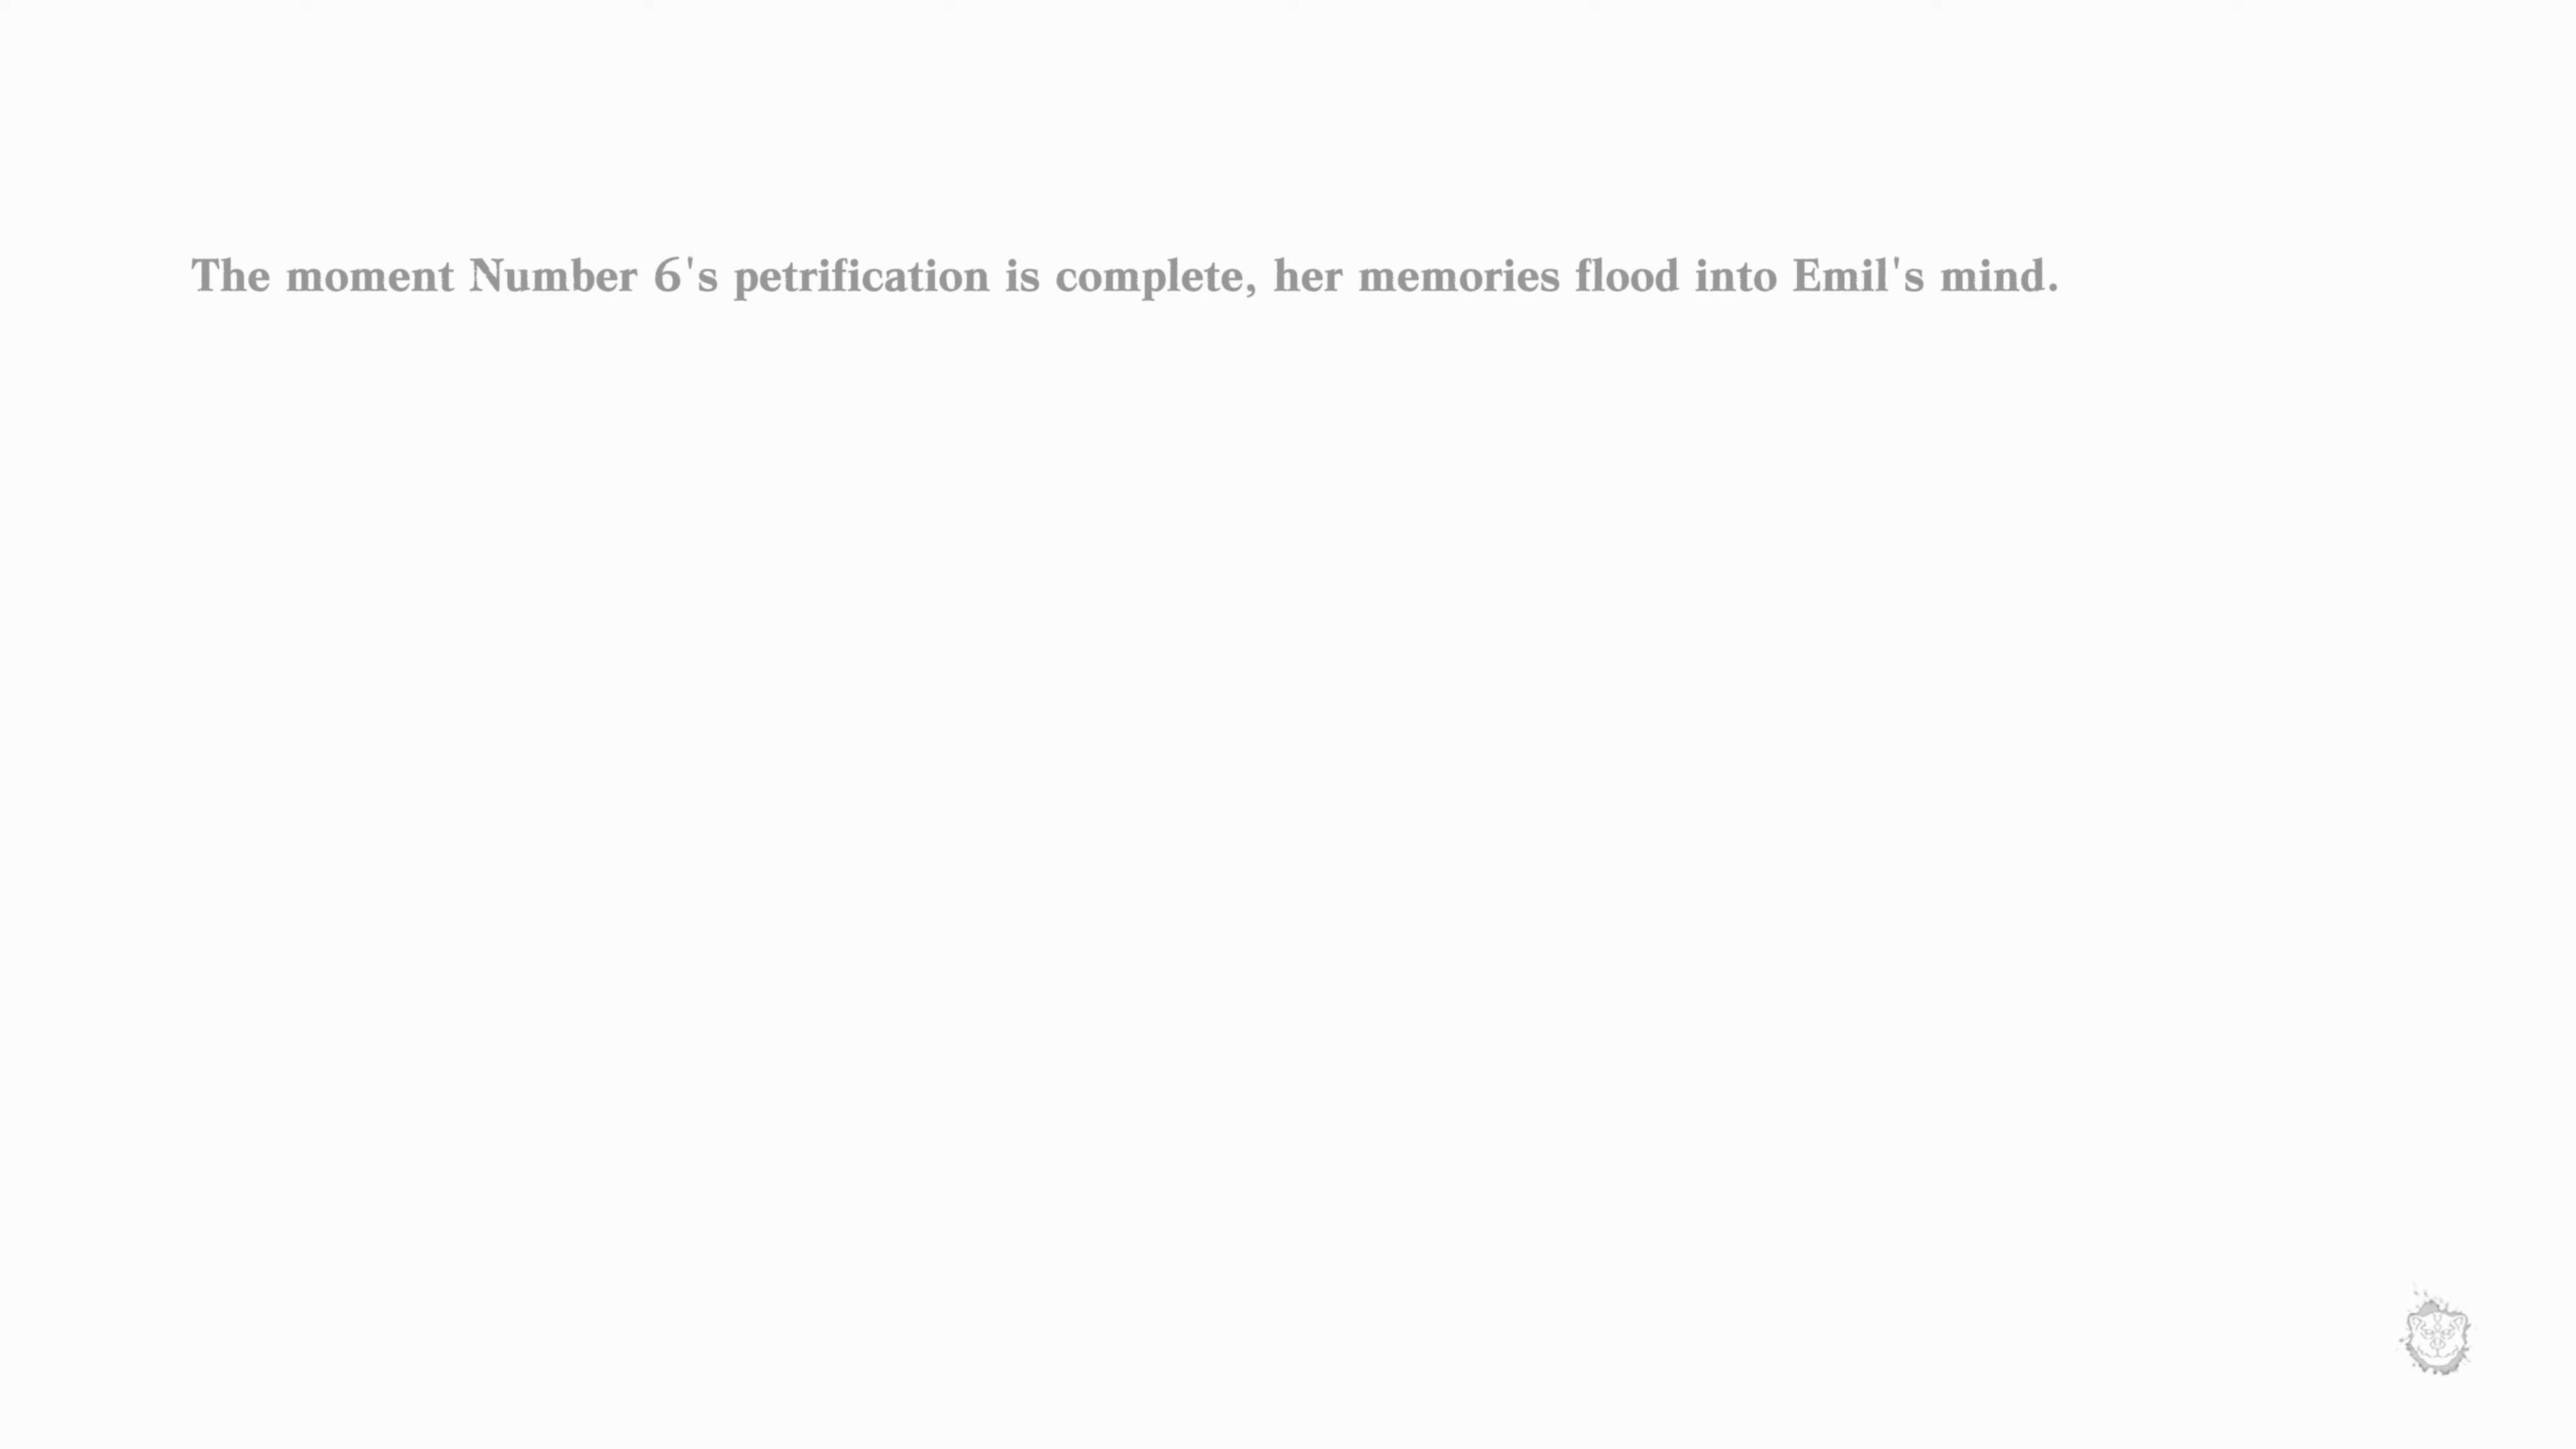 The moment Number 6's petrification is complete, her memories flood into Emil's mind.